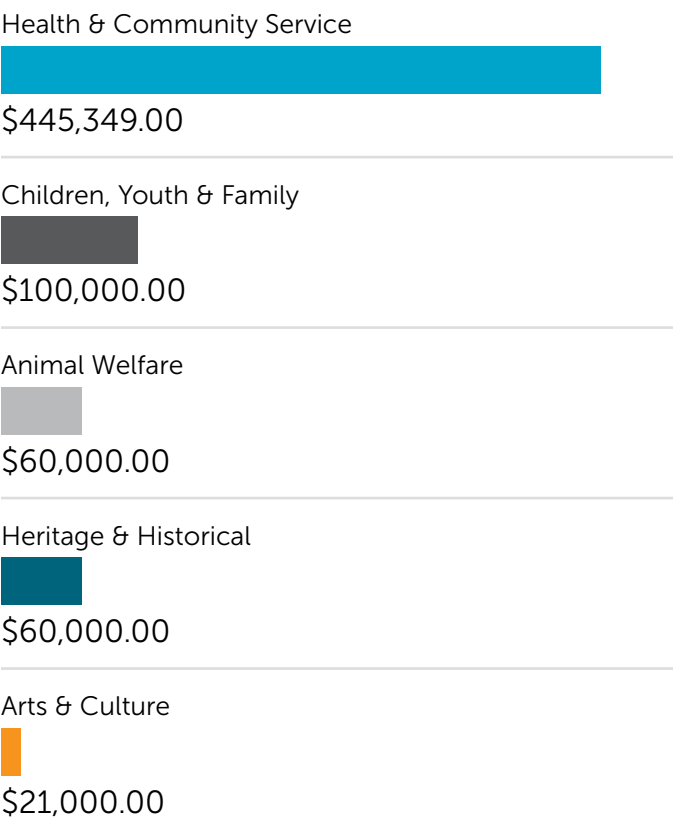 Health & Community Service
$445,349.00
Children, Youth & Family
$100,000.00
Animal Welfare
$60,000.00
Heritage & Historical
$60,000.00
Arts & Culture
$21,000.00